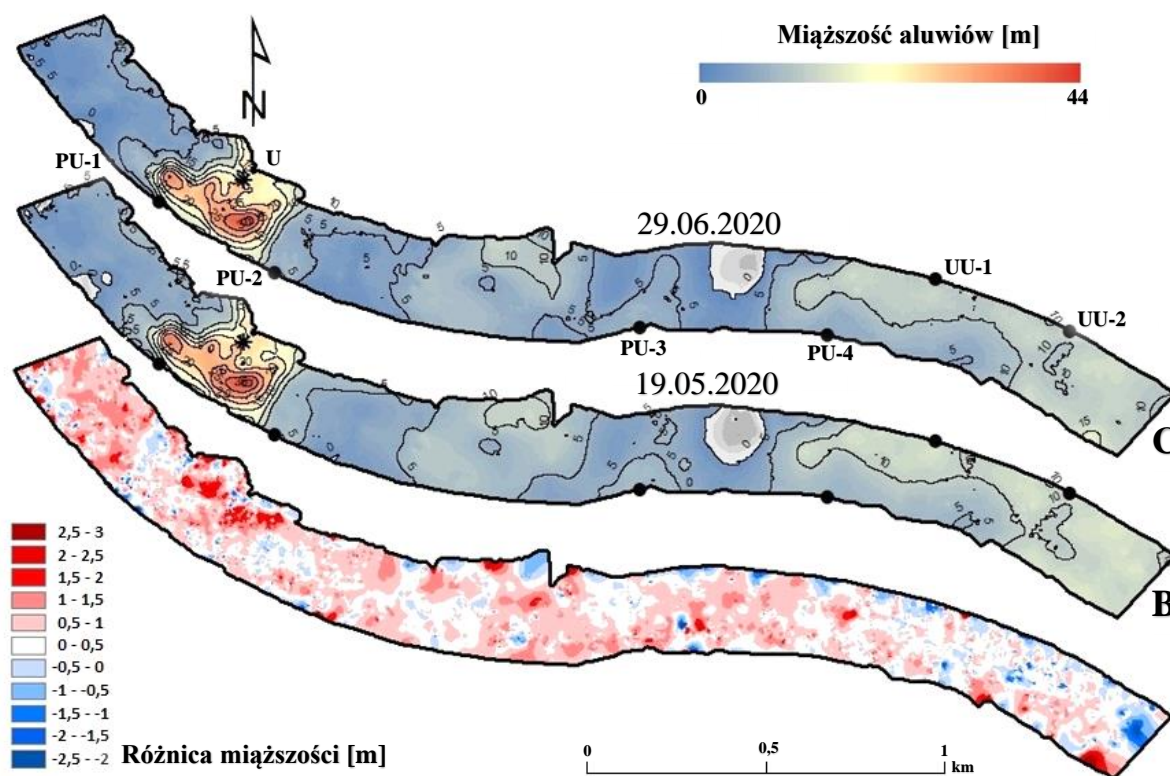 Miąższość aluwiów [m]
0
44
N
PU-1
U
29.06.2020
PU-2
UU-1
UU-2
PU-3
PU-4
19.05.2020
C
B
2,5 - 3
2 - 2,5
1,5 - 2
1 - 1,5
0,5 - 1
0 - 0,5
-0,5 - 0
-1 - -0,5
-1,5 - -1
-2 - -1,5
-2,5 - -2
Różnica miąższości [m]
0
0,5
1
km